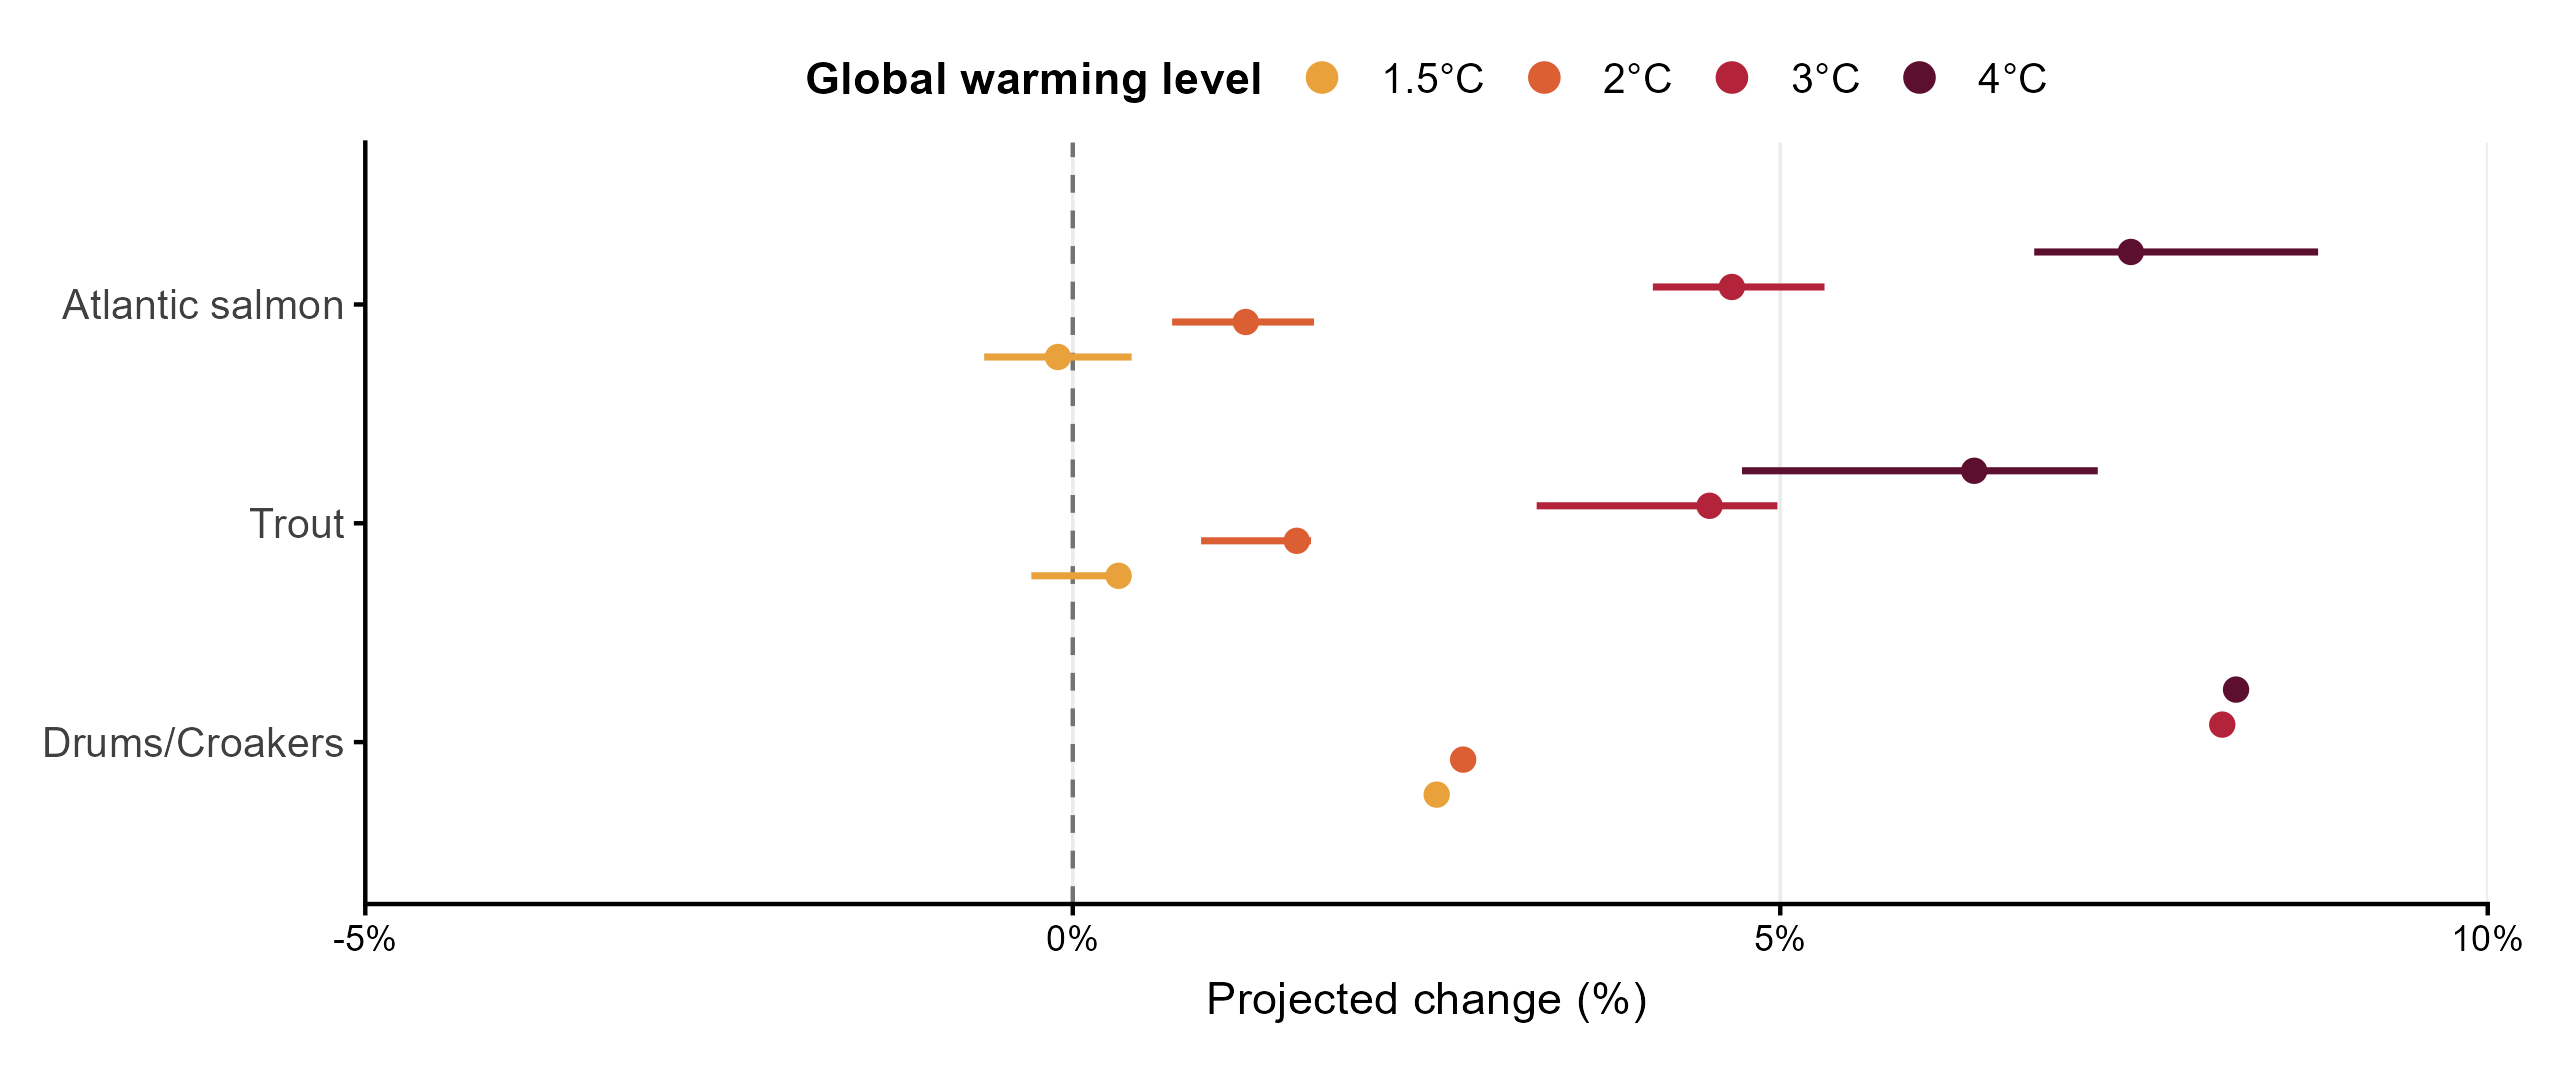 Global warming level 1.5°C 2°C 3°C 4°C
Atlantic salmon
Trout
Drums/Croakers
-5% 0% 5% 10%
Projected change (%)